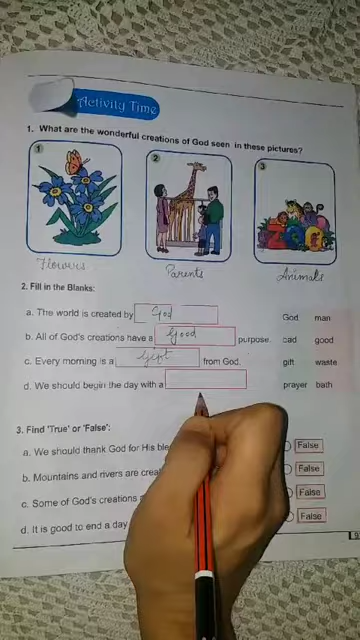 Activity Time
1. What are the wonderful creations of God seen in these pictures?
1 2 3
ZOO
Flowers Parents Animals
2. Fill in the Blanks:
a. The world is created by God God man
b. All of God's creations have a Good purpose. cad good
c. Every morning is a Gift from God. gift waste
d. We should begin the day with a prayer bath
3. Find 'True' or 'False':
a. We should thank God for His False
b. Mountains and rivers are False
c. Some of God's creations False
d. It is good to end a day False